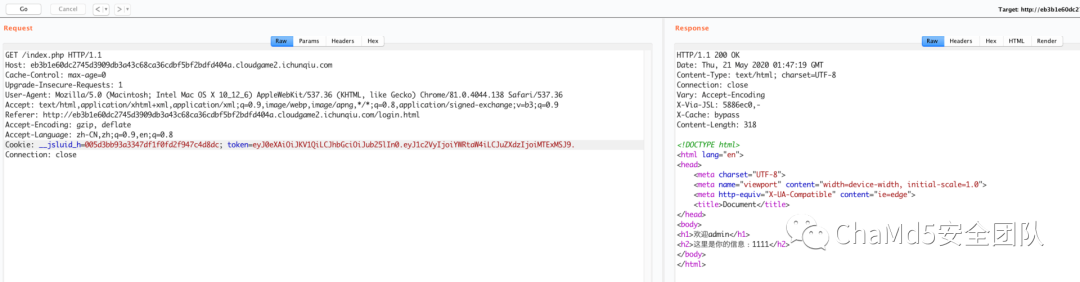 Go Cancel < > Target: http://eb3b1e60dc2
Request
Response
Raw Params Headers Hex
GET /index.php HTTP/1.1
Host: eb3b1e60dc2745d3909db3a43c68ca36cdbf5bf2bdfd404a.cloudgame2.ichunqiu.com
Cache-Control: max-age=0
Upgrade-Insecure-Requests: 1
User-Agent: Mozilla/5.0 (Macintosh; Intel Mac OS X 10_12_6) AppleWebKit/537.36 (KHTML, like Gecko) Chrome/81.0.4044.138 Safari/537.36
Accept: text/html,application/xhtml+xml,application/xml;q=0.9,image/webp,image/apng,*/*;q=0.8,application/signed-exchange;v=b3;q=0.9
Referer: http://eb3b1e60dc2745d3909db3a43c68ca36cdbf5bf2bdfd404a.cloudgame2.ichunqiu.com/login.html
Accept-Encoding: gzip, deflate
Accept-Language: zh-CN,zh;q=0.9,en;q=0.8
Cookie: __jsluid_h=005d3bb93a3347df1f0fd2f947c4d8dc; token=eyJ0eXAiOiJKV1QiLCJhbGciOiJub25lIn0.eyJ1c2VyIjoiYWRtaW4iLCJuZXdzIjoiMTExMSJ9.
Connection: close
Raw Headers Hex HTML Render
HTTP/1.1 200 OK
Date: Thu, 21 May 2020 01:47:19 GMT
Content-Type: text/html; charset=UTF-8
Connection: close
Vary: Accept-Encoding
X-Via-JSL: 5886ec0,-
X-Cache: bypass
Content-Length: 318
<!DOCTYPE html>
<html lang="en">
<head>
<meta charset="UTF-8">
<meta name="viewport" content="width=device-width, initial-scale=1.0">
<meta http-equiv="X-UA-Compatible" content="ie=edge">
<title>Document</title>
</head>
<body>
<h1>欢迎admin</h1>
<h2>这里是你的信息：1111</h2>
</body>
</html>
ChaMd5安全团队